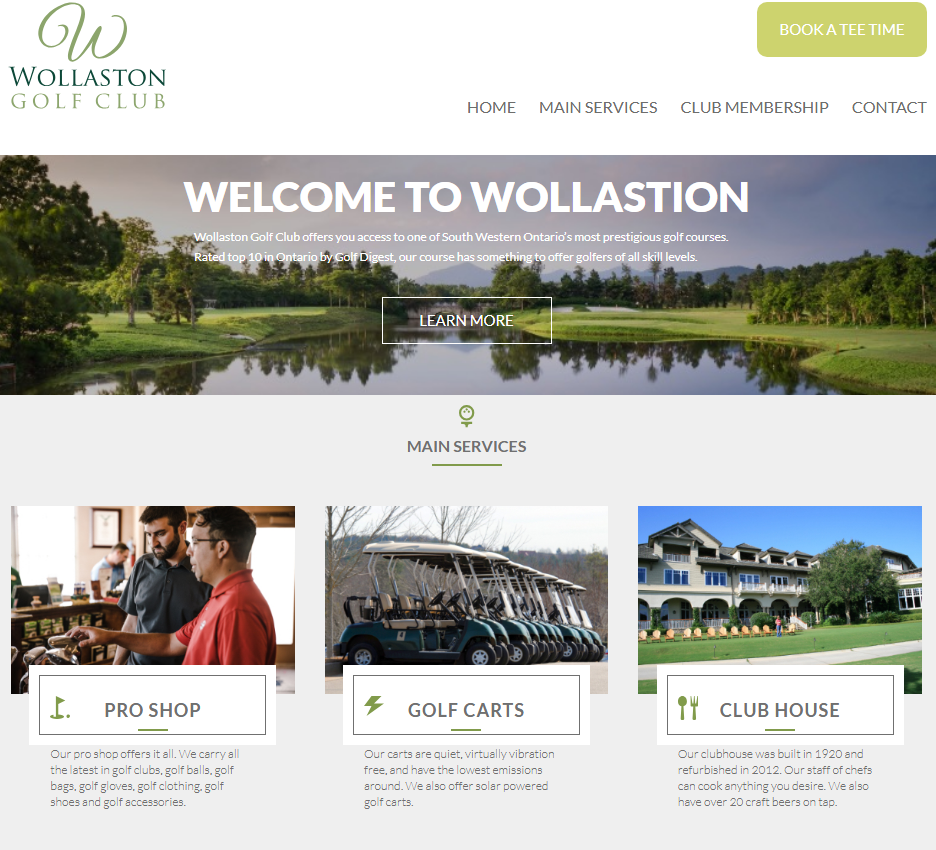 W
WOLLASTON
GOLF CLUB
BOOK A TEE TIME
HOME MAIN SERVICES CLUB MEMBERSHIP CONTACT
WELCOME TO WOLLASTION
Wollaston Golf Club offers you access to one of South Western Ontario's most prestigious golf courses.
Rated top 10 in Ontario by Golf Digest, our course has something to offer golfers of all skill levels.
LEARN MORE
MAIN SERVICES
PRO SHOP
Our pro shop offers it all. We carry all
the latest in golf clubs, golf balls, golf
bags, golf gloves, golf clothing, golf
shoes and golf accessories.
GOLF CARTS
Our carts are quiet, virtually vibration
free, and have the lowest emissions
around. We also offer solar powered
golf carts.
CLUB HOUSE
Our clubhouse was built in 1920 and
refurbished in 2012. Our staff of chefs
can cook anything you desire. We also
have over 20 craft beers on tap.